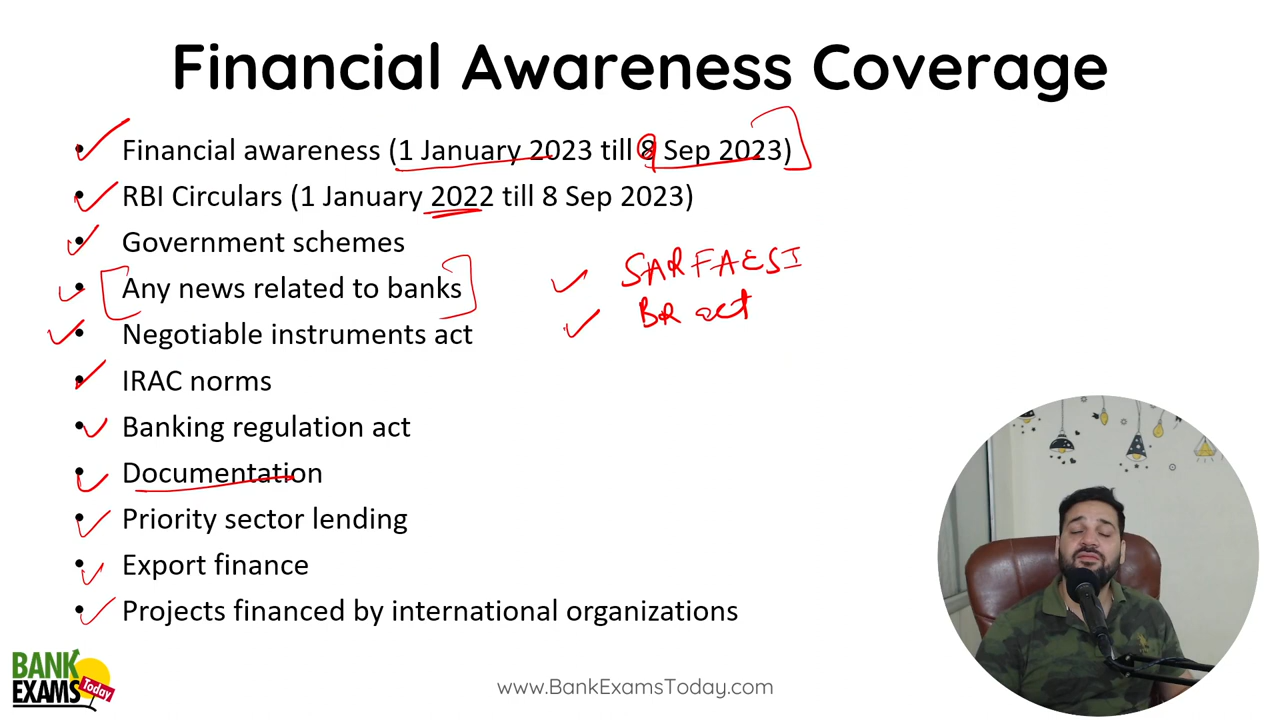 Financial Awareness Coverage
• Financial awareness (1 January 2023 till 8 Sep 2023)
• RBI Circulars (1 January 2022 till 8 Sep 2023)
• Government schemes
• Any news related to banks
• Negotiable instruments act
• IRAC norms
• Banking regulation act
• Documentation
• Priority sector lending
• Export finance
• Projects financed by international organizations
SARFAESI
BR act
BANK
EXAMS
Today
www.BankExamsToday.com